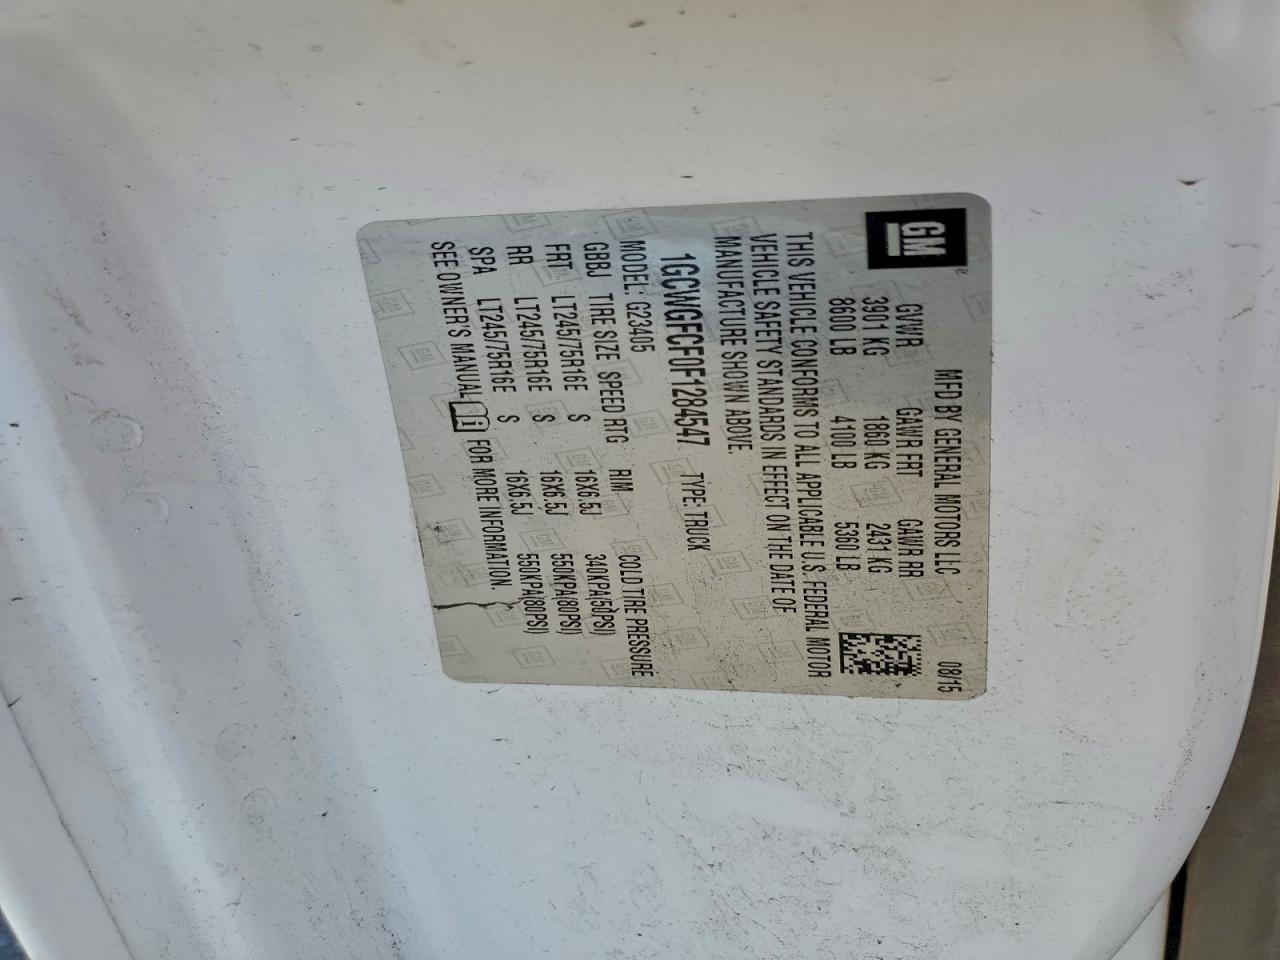 GM
MFD BY GENERAL MOTORS LLC 08/15
GVWR GAWR FRT GAWR RR
3901 KG 1860 KG 2431 KG
8600 LB 4100 LB 5360 LB
THIS VEHICLE CONFORMS TO ALL APPLICABLE U.S. FEDERAL MOTOR
VEHICLE SAFETY STANDARDS IN EFFECT ON THE DATE OF
MANUFACTURE SHOWN ABOVE.
1GCWGFCF0F1284547 TYPE: TRUCK
MODEL: G23405
GBBJ TIRE SIZE SPEED RTG RIM COLD TIRE PRESSURE
FRT LT245/75R16E S 16X6.5J 340KPA(50PSI)
RR LT245/75R16E S 16X6.5J 550KPA(80PSI)
SPA LT245/75R16E S 16X6.5J 550KPA(80PSI)
SEE OWNER'S MANUAL FOR MORE INFORMATION.